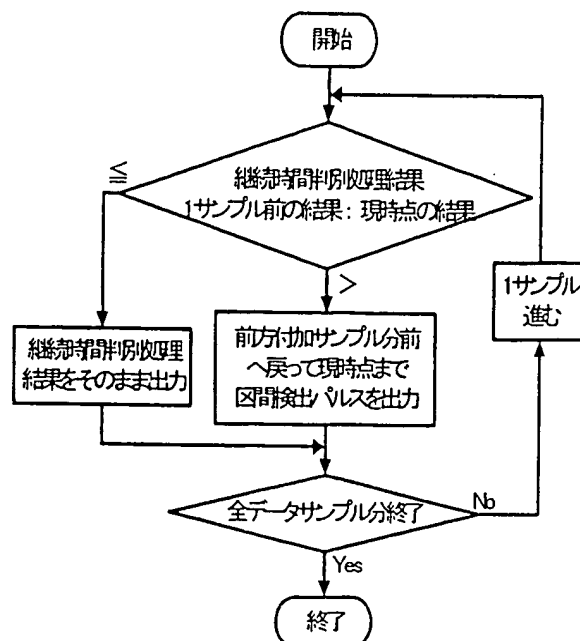 開始
継続時間判別処理結果
1サンプル前の結果：現時点の結果
≦
＞
1サンプル
進む
継続時間判別処理
結果をそのまま出力
前方付加サンプル分前
へ戻って現時点まで
区間検出パルスを出力
全データサンプル分終了
No
Yes
終了